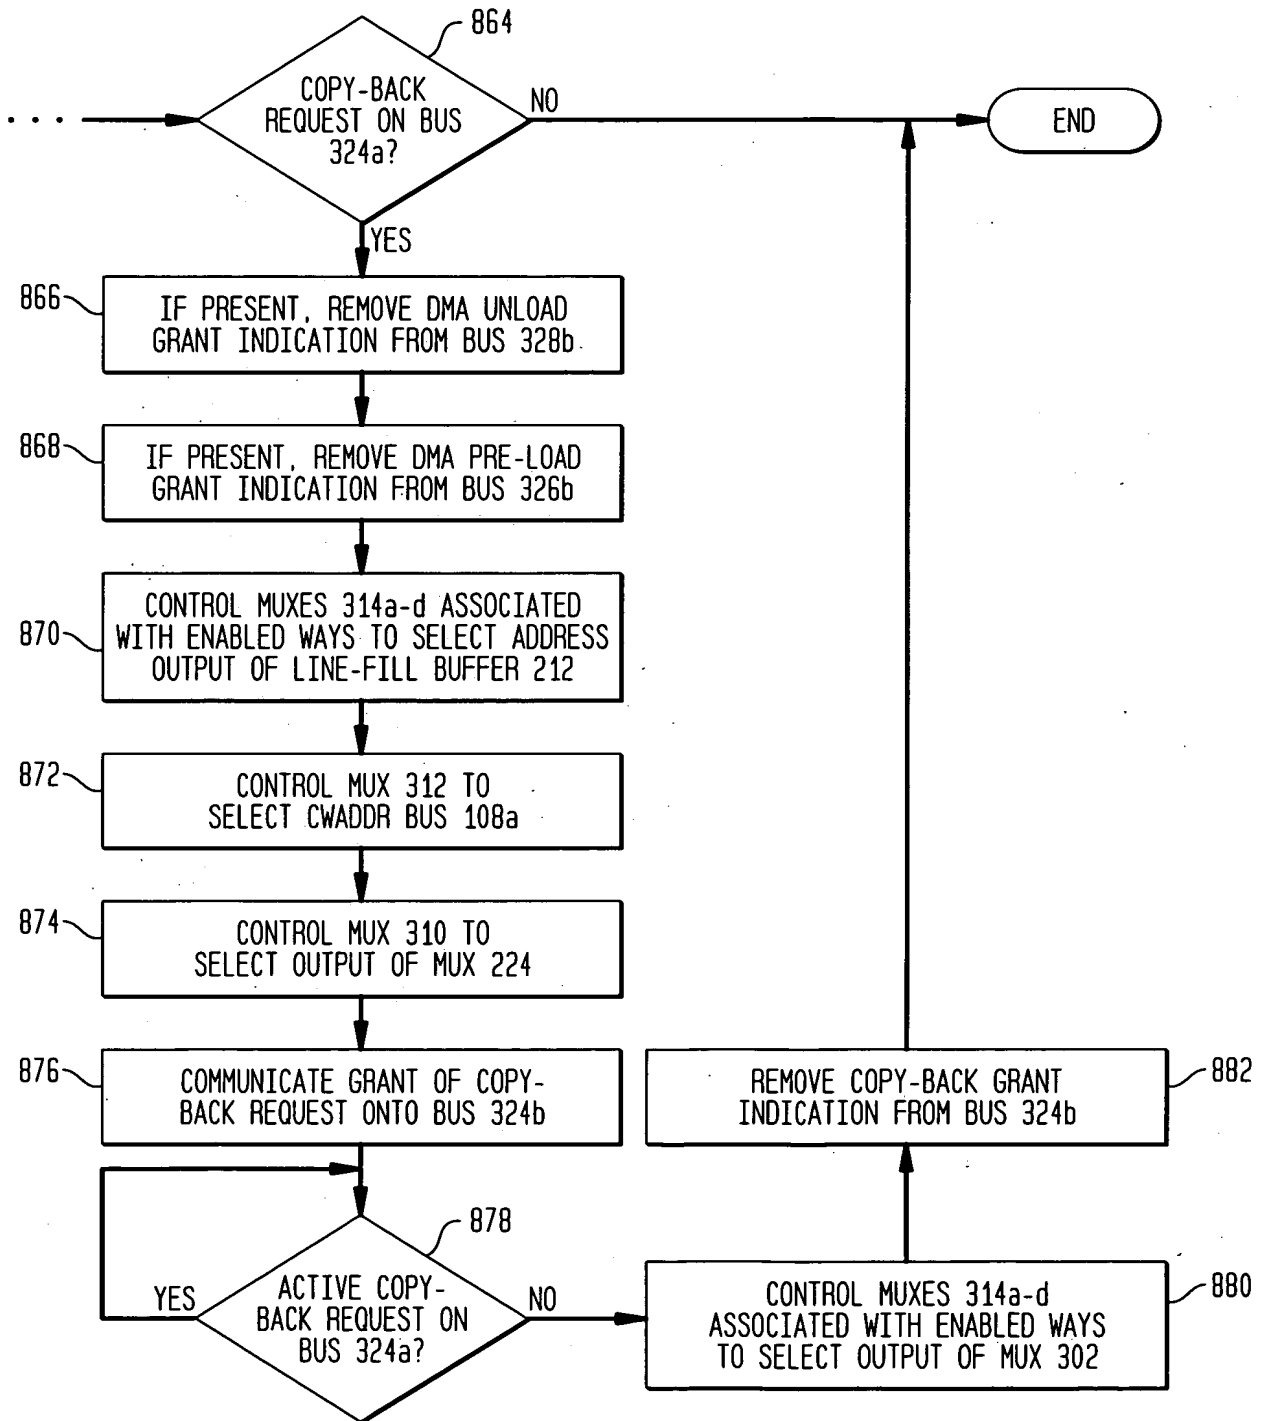 864
COPY-BACK
REQUEST ON BUS
324a?
NO
END
. . .
YES
866
IF PRESENT, REMOVE DMA UNLOAD
GRANT INDICATION FROM BUS 328b
868
IF PRESENT, REMOVE DMA PRE-LOAD
GRANT INDICATION FROM BUS 326b
870
CONTROL MUXES 314a-d ASSOCIATED
WITH ENABLED WAYS TO SELECT ADDRESS
OUTPUT OF LINE-FILL BUFFER 212
872
CONTROL MUX 312 TO
SELECT CWADDR BUS 108a
874
CONTROL MUX 310 TO
SELECT OUTPUT OF MUX 224
876
COMMUNICATE GRANT OF COPY-
BACK REQUEST ONTO BUS 324b
882
REMOVE COPY-BACK GRANT
INDICATION FROM BUS 324b
878
ACTIVE COPY-
BACK REQUEST ON
BUS 324a?
YES
NO
880
CONTROL MUXES 314a-d
ASSOCIATED WITH ENABLED WAYS
TO SELECT OUTPUT OF MUX 302